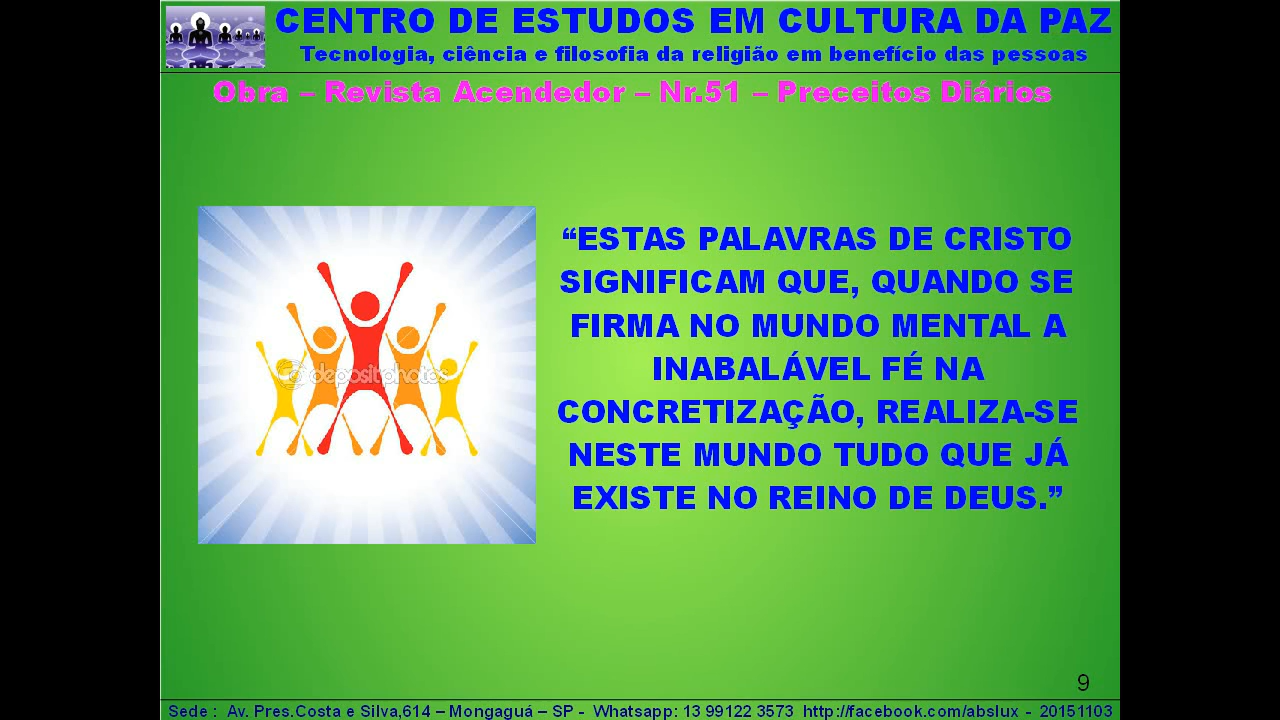 CENTRO DE ESTUDOS EM CULTURA DA PAZ
Tecnologia, ciência e filosofia da religião em benefício das pessoas
Obra – Revista Acendedor – Nr.51 – Preceitos Diários
“ESTAS PALAVRAS DE CRISTO
SIGNIFICAM QUE, QUANDO SE
FIRMA NO MUNDO MENTAL A
INABALÁVEL FÉ NA
CONCRETIZAÇÃO, REALIZA-SE
NESTE MUNDO TUDO QUE JÁ
EXISTE NO REINO DE DEUS.”
depositphotos
9
Sede : Av. Pres.Costa e Silva,614 – Mongaguá – SP - Whatsapp: 13 99122 3573 http://facebook.com/abslux - 20151103